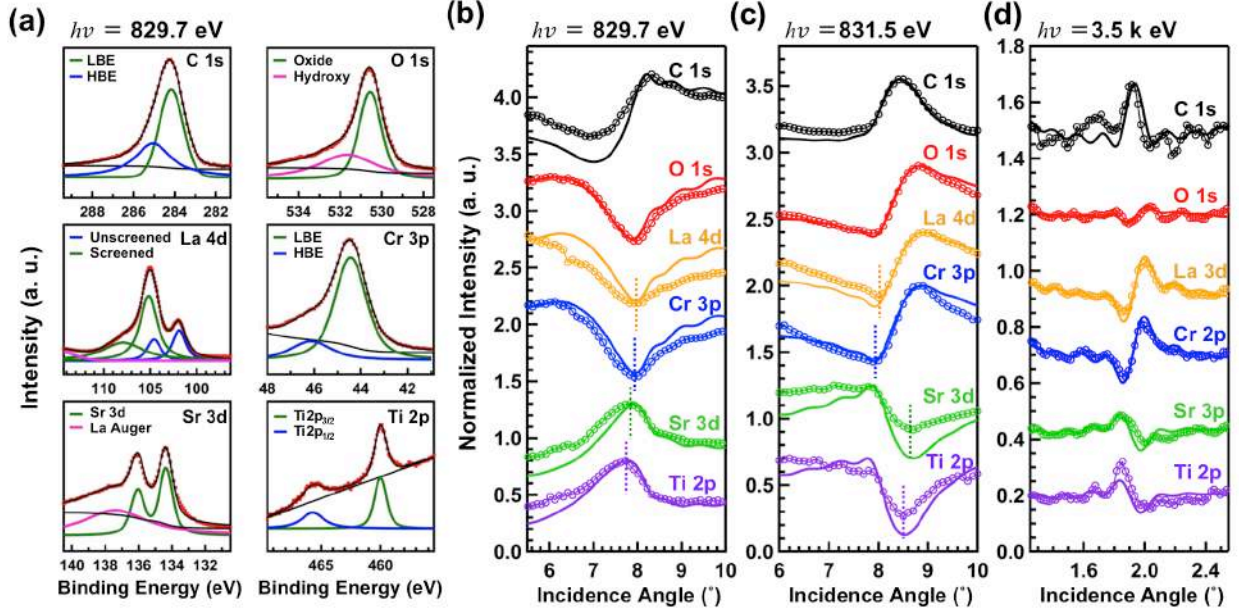 (a)
hν = 829.7 eV
LBE
HBE
C 1s
288 286 284 282
Oxide
Hydroxy
O 1s
534 532 530 528
Unscreened
Screened
La 4d
110 105 100
LBE
HBE
Cr 3p
48 46 44 42
Sr 3d
La Auger
Sr 3d
140 138 136 134 132
Ti2p3/2
Ti2p1/2
Ti 2p
465 460
Intensity (a. u.)
Binding Energy (eV)
Binding Energy (eV)
(b)
hν = 829.7 eV
Normalized Intensity (a. u.)
4.0
3.5
3.0
2.5
2.0
1.5
1.0
0.5
0.0
C 1s
O 1s
La 4d
Cr 3p
Sr 3d
Ti 2p
6 7 8 9 10
Incidence Angle (°)
(c)
hν = 831.5 eV
3.5
3.0
2.5
2.0
1.5
1.0
0.5
0.0
C 1s
O 1s
La 4d
Cr 3p
Sr 3d
Ti 2p
6 7 8 9 10
Incidence Angle (°)
(d)
hν = 3.5 k eV
1.8
1.6
1.4
1.2
1.0
0.8
0.6
0.4
0.2
0.0
C 1s
O 1s
La 3d
Cr 2p
Sr 3p
Ti 2p
1.6 2.0 2.4
Incidence Angle (°)